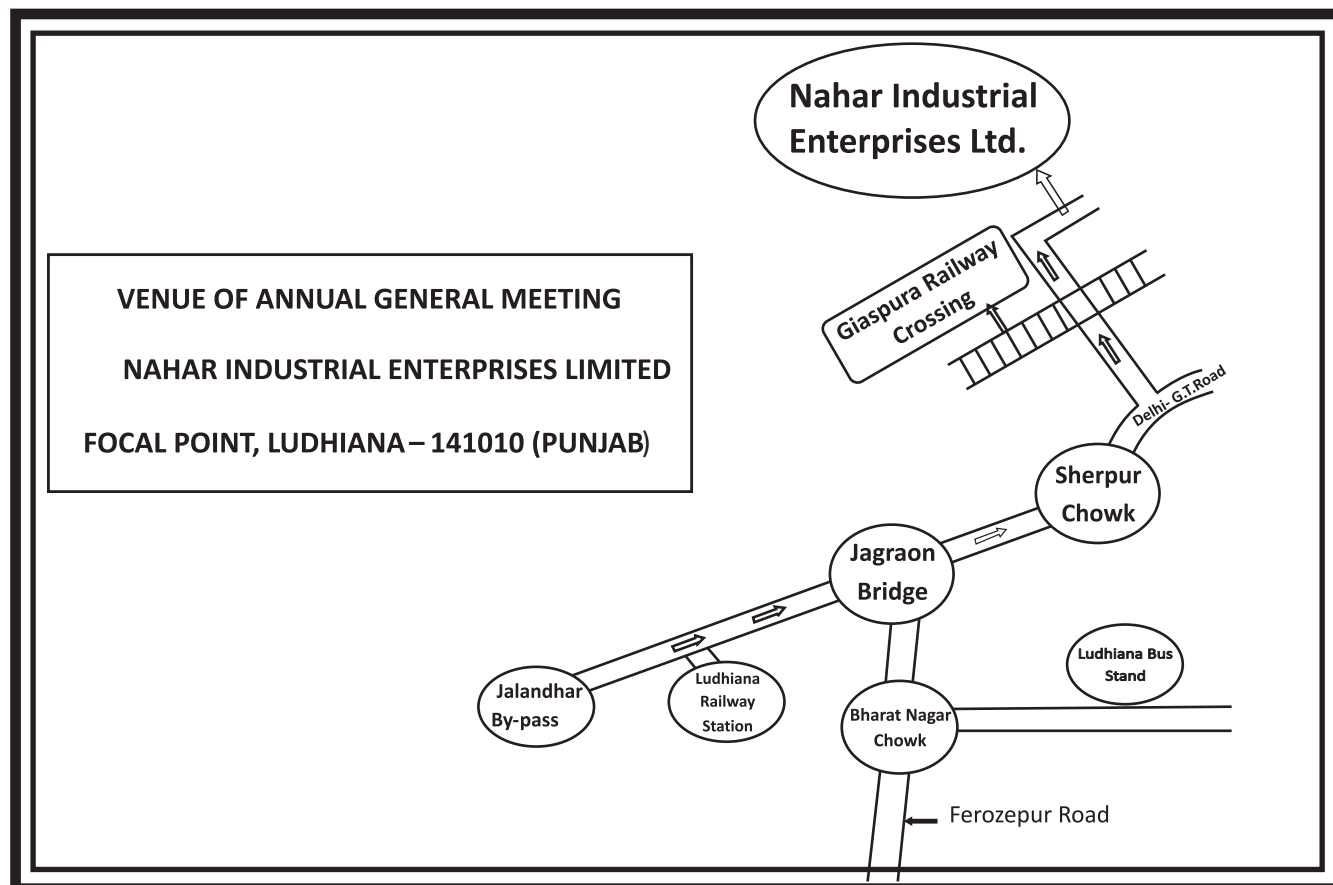 Nahar Industrial
Enterprises Ltd.
Giaspura Railway
Crossing
VENUE OF ANNUAL GENERAL MEETING
NAHAR INDUSTRIAL ENTERPRISES LIMITED
FOCAL POINT, LUDHIANA – 141010 (PUNJAB)
Delhi- G.T.Road
Sherpur
Chowk
Jagraon
Bridge
Jalandhar
By-pass
Ludhiana
Railway
Station
Ludhiana Bus
Stand
Bharat Nagar
Chowk
Ferozepur Road